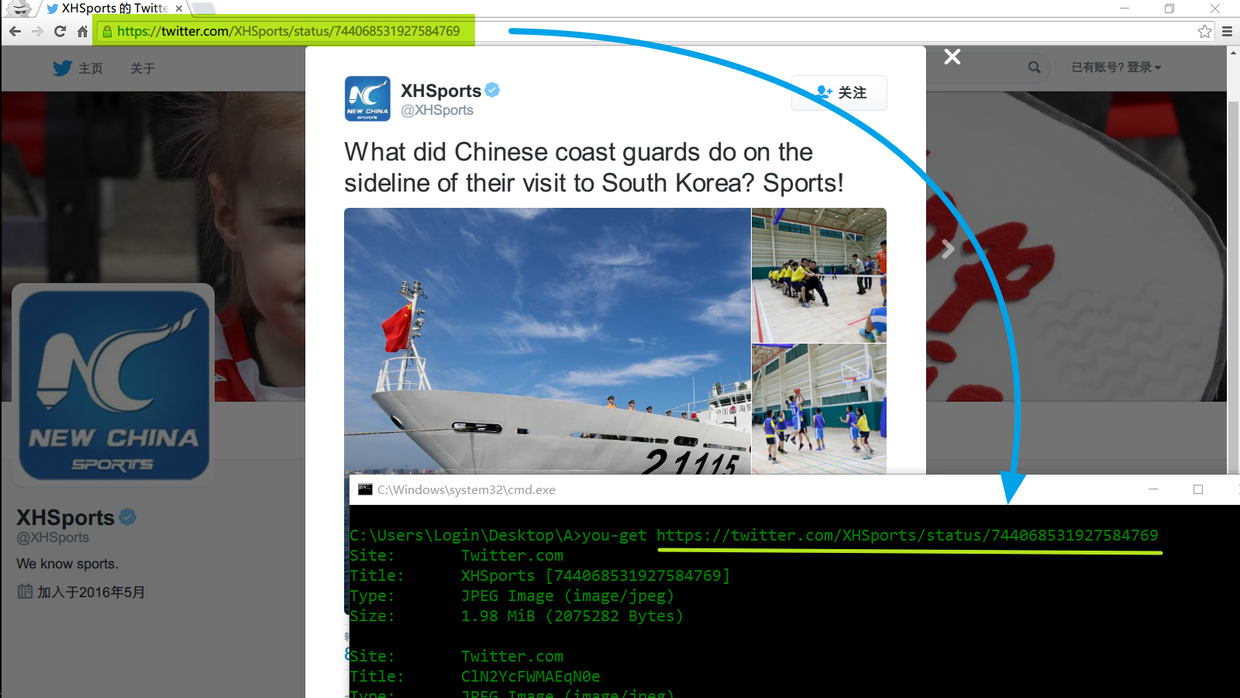 XHSports 的 Twitte
https://twitter.com/XHSports/status/744068531927584769
主页
关于
已有账号? 登录
NEW CHINA
SPORTS
XHSports
@XHSports
关注
What did Chinese coast guards do on the
sideline of their visit to South Korea? Sports!
中国海警
21115
NEW CHINA
SPORTS
XHSports
@XHSports
We know sports.
加入于2016年5月
C:\Windows\system32\cmd.exe
C:\Users\Login\Desktop\A>you-get https://twitter.com/XHSports/status/744068531927584769
Site: Twitter.com
Title: XHSports [744068531927584769]
Type: JPEG Image (image/jpeg)
Size: 1.98 MiB (2075282 Bytes)
Site: Twitter.com
Title: ClN2YcFWMAEqN0e
Type: JPEG Image (image/jpeg)